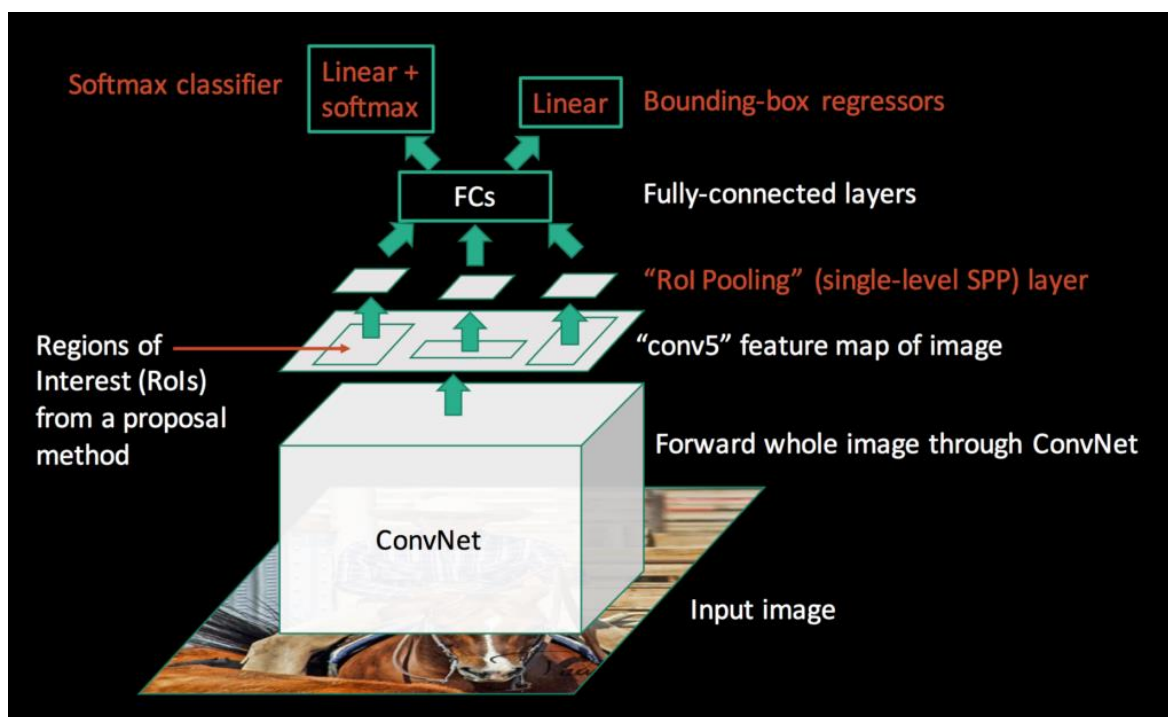 Softmax classifier
Linear +
softmax
Linear
Bounding-box regressors
FCs
Fully-connected layers
“RoI Pooling” (single-level SPP) layer
Regions of
Interest (RoIs)
from a proposal
method
“conv5” feature map of image
Forward whole image through ConvNet
ConvNet
Input image